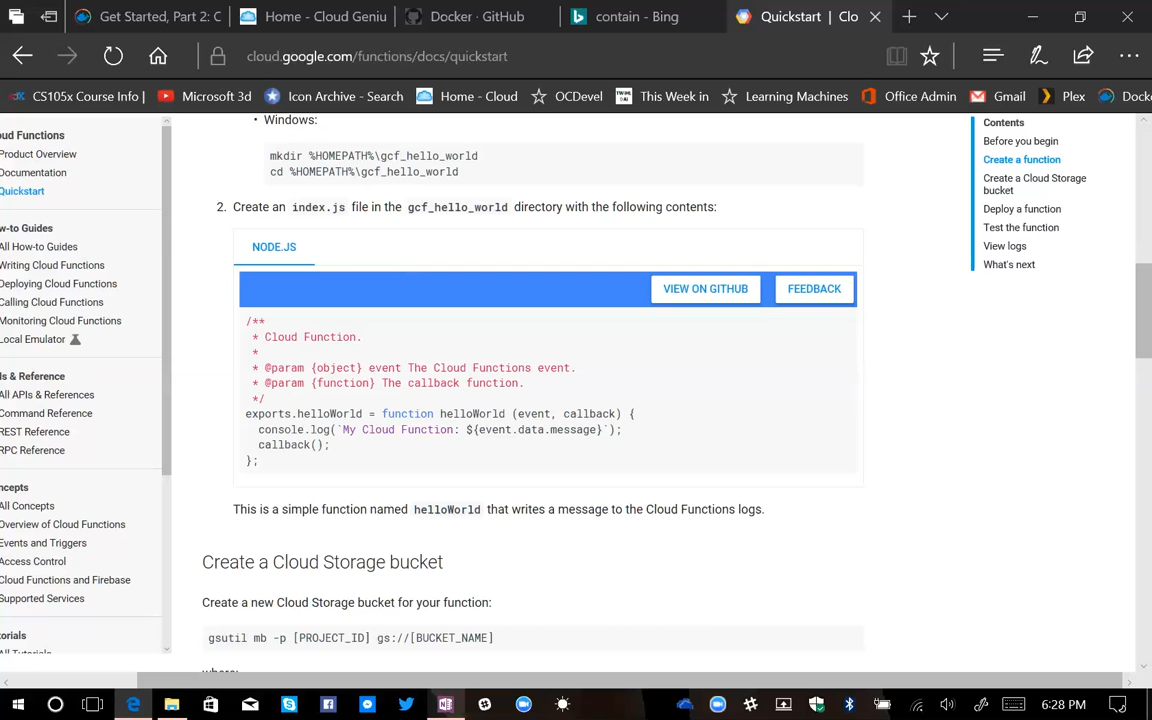 Get Started, Part 2: C
Home - Cloud Geniu
Docker · GitHub
contain - Bing
Quickstart | Clo
cloud.google.com/functions/docs/quickstart
CS105x Course Info |
Microsoft 3d
Icon Archive - Search
Home - Cloud
OCDevel
This Week in
Learning Machines
Office Admin
Gmail
Plex
Docke
oud Functions
Product Overview
Documentation
Quickstart
w-to Guides
All How-to Guides
Writing Cloud Functions
Deploying Cloud Functions
Calling Cloud Functions
Monitoring Cloud Functions
Local Emulator
Is & Reference
All APIs & References
Command Reference
REST Reference
RPC Reference
ncepts
All Concepts
Overview of Cloud Functions
Events and Triggers
Access Control
Cloud Functions and Firebase
Supported Services
torials
All Tutorials
• Windows:
mkdir %HOMEPATH%\gcf_hello_world
cd %HOMEPATH%\gcf_hello_world
2. Create an index.js file in the gcf_hello_world directory with the following contents:
NODE.JS
VIEW ON GITHUB
FEEDBACK
/**
* Cloud Function.
*
* @param {object} event The Cloud Functions event.
* @param {function} The callback function.
*/
exports.helloWorld = function helloWorld (event, callback) {
console.log(`My Cloud Function: ${event.data.message}`);
callback();
};
This is a simple function named helloWorld that writes a message to the Cloud Functions logs.
Create a Cloud Storage bucket
Create a new Cloud Storage bucket for your function:
gsutil mb -p [PROJECT_ID] gs://[BUCKET_NAME]
where:
Contents
Before you begin
Create a function
Create a Cloud Storage
bucket
Deploy a function
Test the function
View logs
What's next
6:28 PM